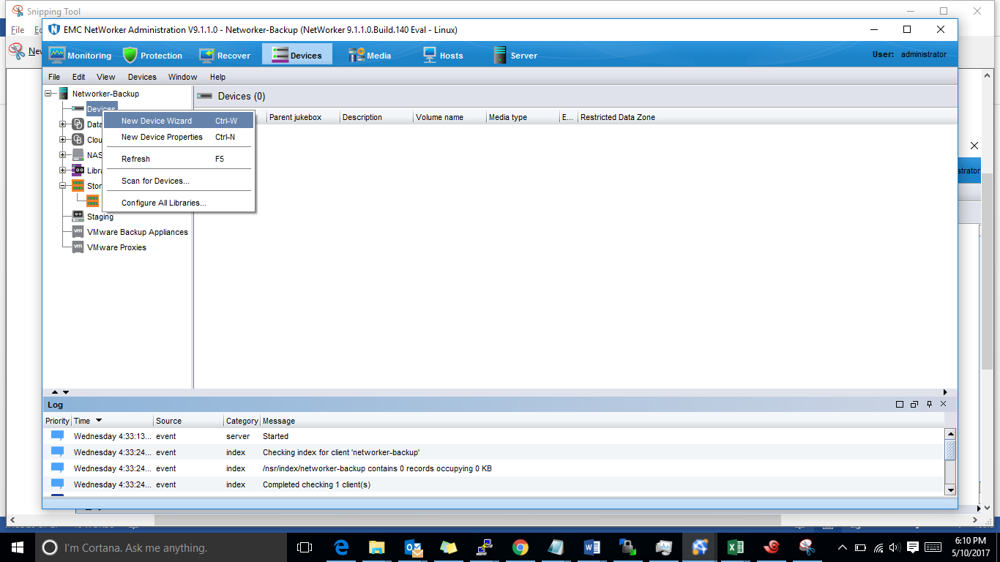 Snipping Tool
File Ed
New
EMC NetWorker Administration V9.1.1.0 - Networker-Backup (NetWorker 9.1.1.0.Build.140 Eval - Linux)
Monitoring Protection Recover Devices Media Hosts Server User: administrator
File Edit View Devices Window Help
Networker-Backup
Devices
Data
Clou
NAS
Libra
Stor
Staging
VMware Backup Appliances
VMware Proxies
New Device Wizard Ctrl-W
New Device Properties Ctrl-N
Refresh F5
Scan for Devices...
Configure All Libraries...
Devices (0)
Parent jukebox Description Volume name Media type E... Restricted Data Zone
strator
Log
Priority Time Source Category Message
Wednesday 4:33:13... event server Started
Wednesday 4:33:24... event index Checking index for client 'networker-backup'
Wednesday 4:33:24... event index /nsr/index/networker-backup contains 0 records occupying 0 KB
Wednesday 4:33:24... event index Completed checking 1 client(s)
I'm Cortana. Ask me anything.
6:10 PM
5/10/2017